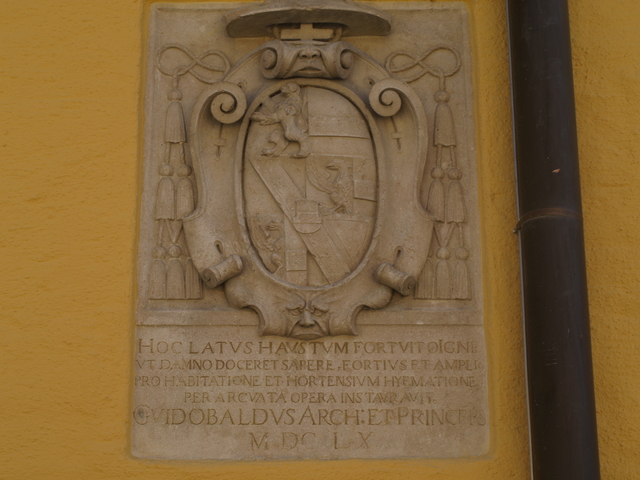 HOC LATVS HAVSTVM FORTVITO IGNE
VT DAMNO DOCERET SAPERE, FORTIVS ET AMPLI
PRO HABITATIONE ET HORTENSIVM HYEMATIONE,
PER ARCVATA OPERA INSTAVRAVIT
GVIDOBALDVS ARCH: ET PRINCEPS
M DC LX